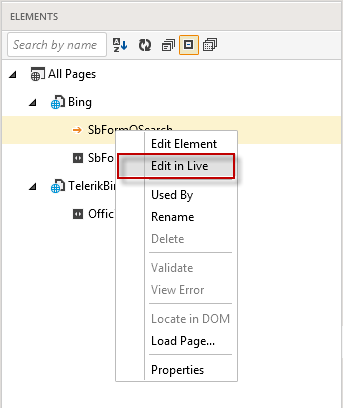 ELEMENTS
Search by name
All Pages
Bing
SbFormQSearch
Edit Element
SbFo
Edit in Live
TelerikBin
Used By
Offic
Rename
Delete
Validate
View Error
Locate in DOM
Load Page...
Properties